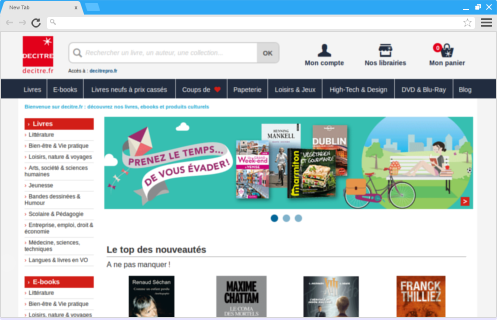 New Tab
DECITRE
decitre.fr
Rechercher un livre, un auteur, une collection...
OK
Accès à : decitrepro.fr
Mon compte
Nos librairies
0
Mon panier
Livres
E-books
Livres neufs à prix cassés
Coups de
Papeterie
Loisirs & Jeux
High-Tech & Design
DVD & Blu-Ray
Blog
Bienvenue sur decitre.fr : découvrez nos livres, ebooks et produits culturels
› Livres
› Littérature
› Bien-être & Vie pratique
› Loisirs, nature & voyages
› Arts, société & sciences
humaines
› Jeunesse
› Bandes dessinées &
Humour
› Scolaire & Pédagogie
› Entreprise, emploi, droit &
économie
› Médecine, sciences,
techniques
› Langues & livres en VO
› E-books
› Littérature
› Bien-être & Vie pratique
› Loisirs, nature & voyages
PRENEZ LE TEMPS...
DE VOUS ÉVADER!
HENNING
MANKELL
DUBLIN
marmiton
VÉGÉTARIEN
GOURMAND
Week-end
>
Le top des nouveautés
A ne pas manquer !
Renaud Séchan
MAXIME
CHATTAM
FRANCK
THILLIEZ